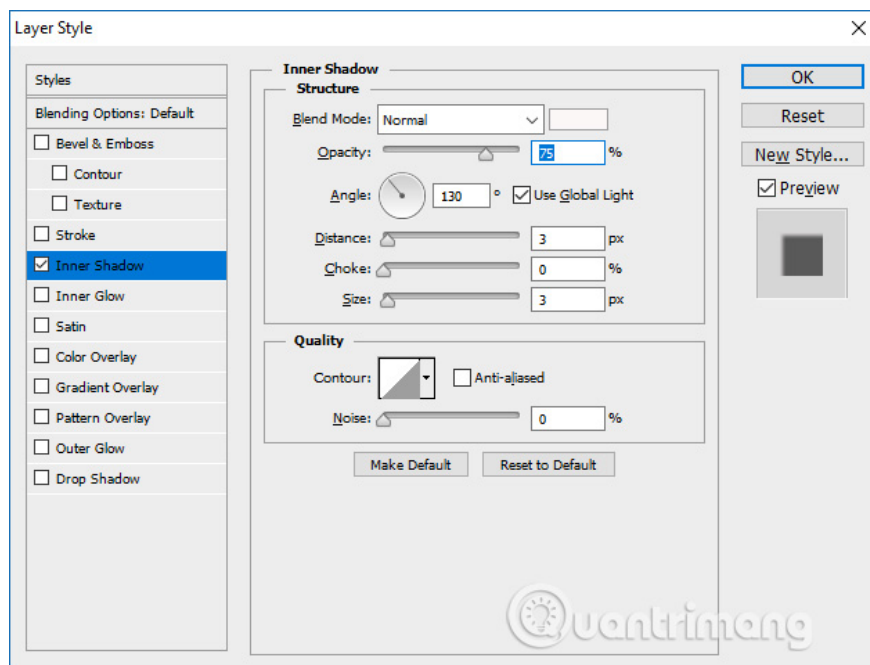 Layer Style
Styles
Blending Options: Default
Bevel & Emboss
Contour
Texture
Stroke
Inner Shadow
Inner Glow
Satin
Color Overlay
Gradient Overlay
Pattern Overlay
Outer Glow
Drop Shadow
Inner Shadow
Structure
Blend Mode: Normal
Opacity: 75 %
Angle: 130 ° Use Global Light
Distance: 3 px
Choke: 0 %
Size: 3 px
Quality
Contour: Anti-aliased
Noise: 0 %
Make Default Reset to Default
OK
Reset
New Style...
Preview
Quantrimang